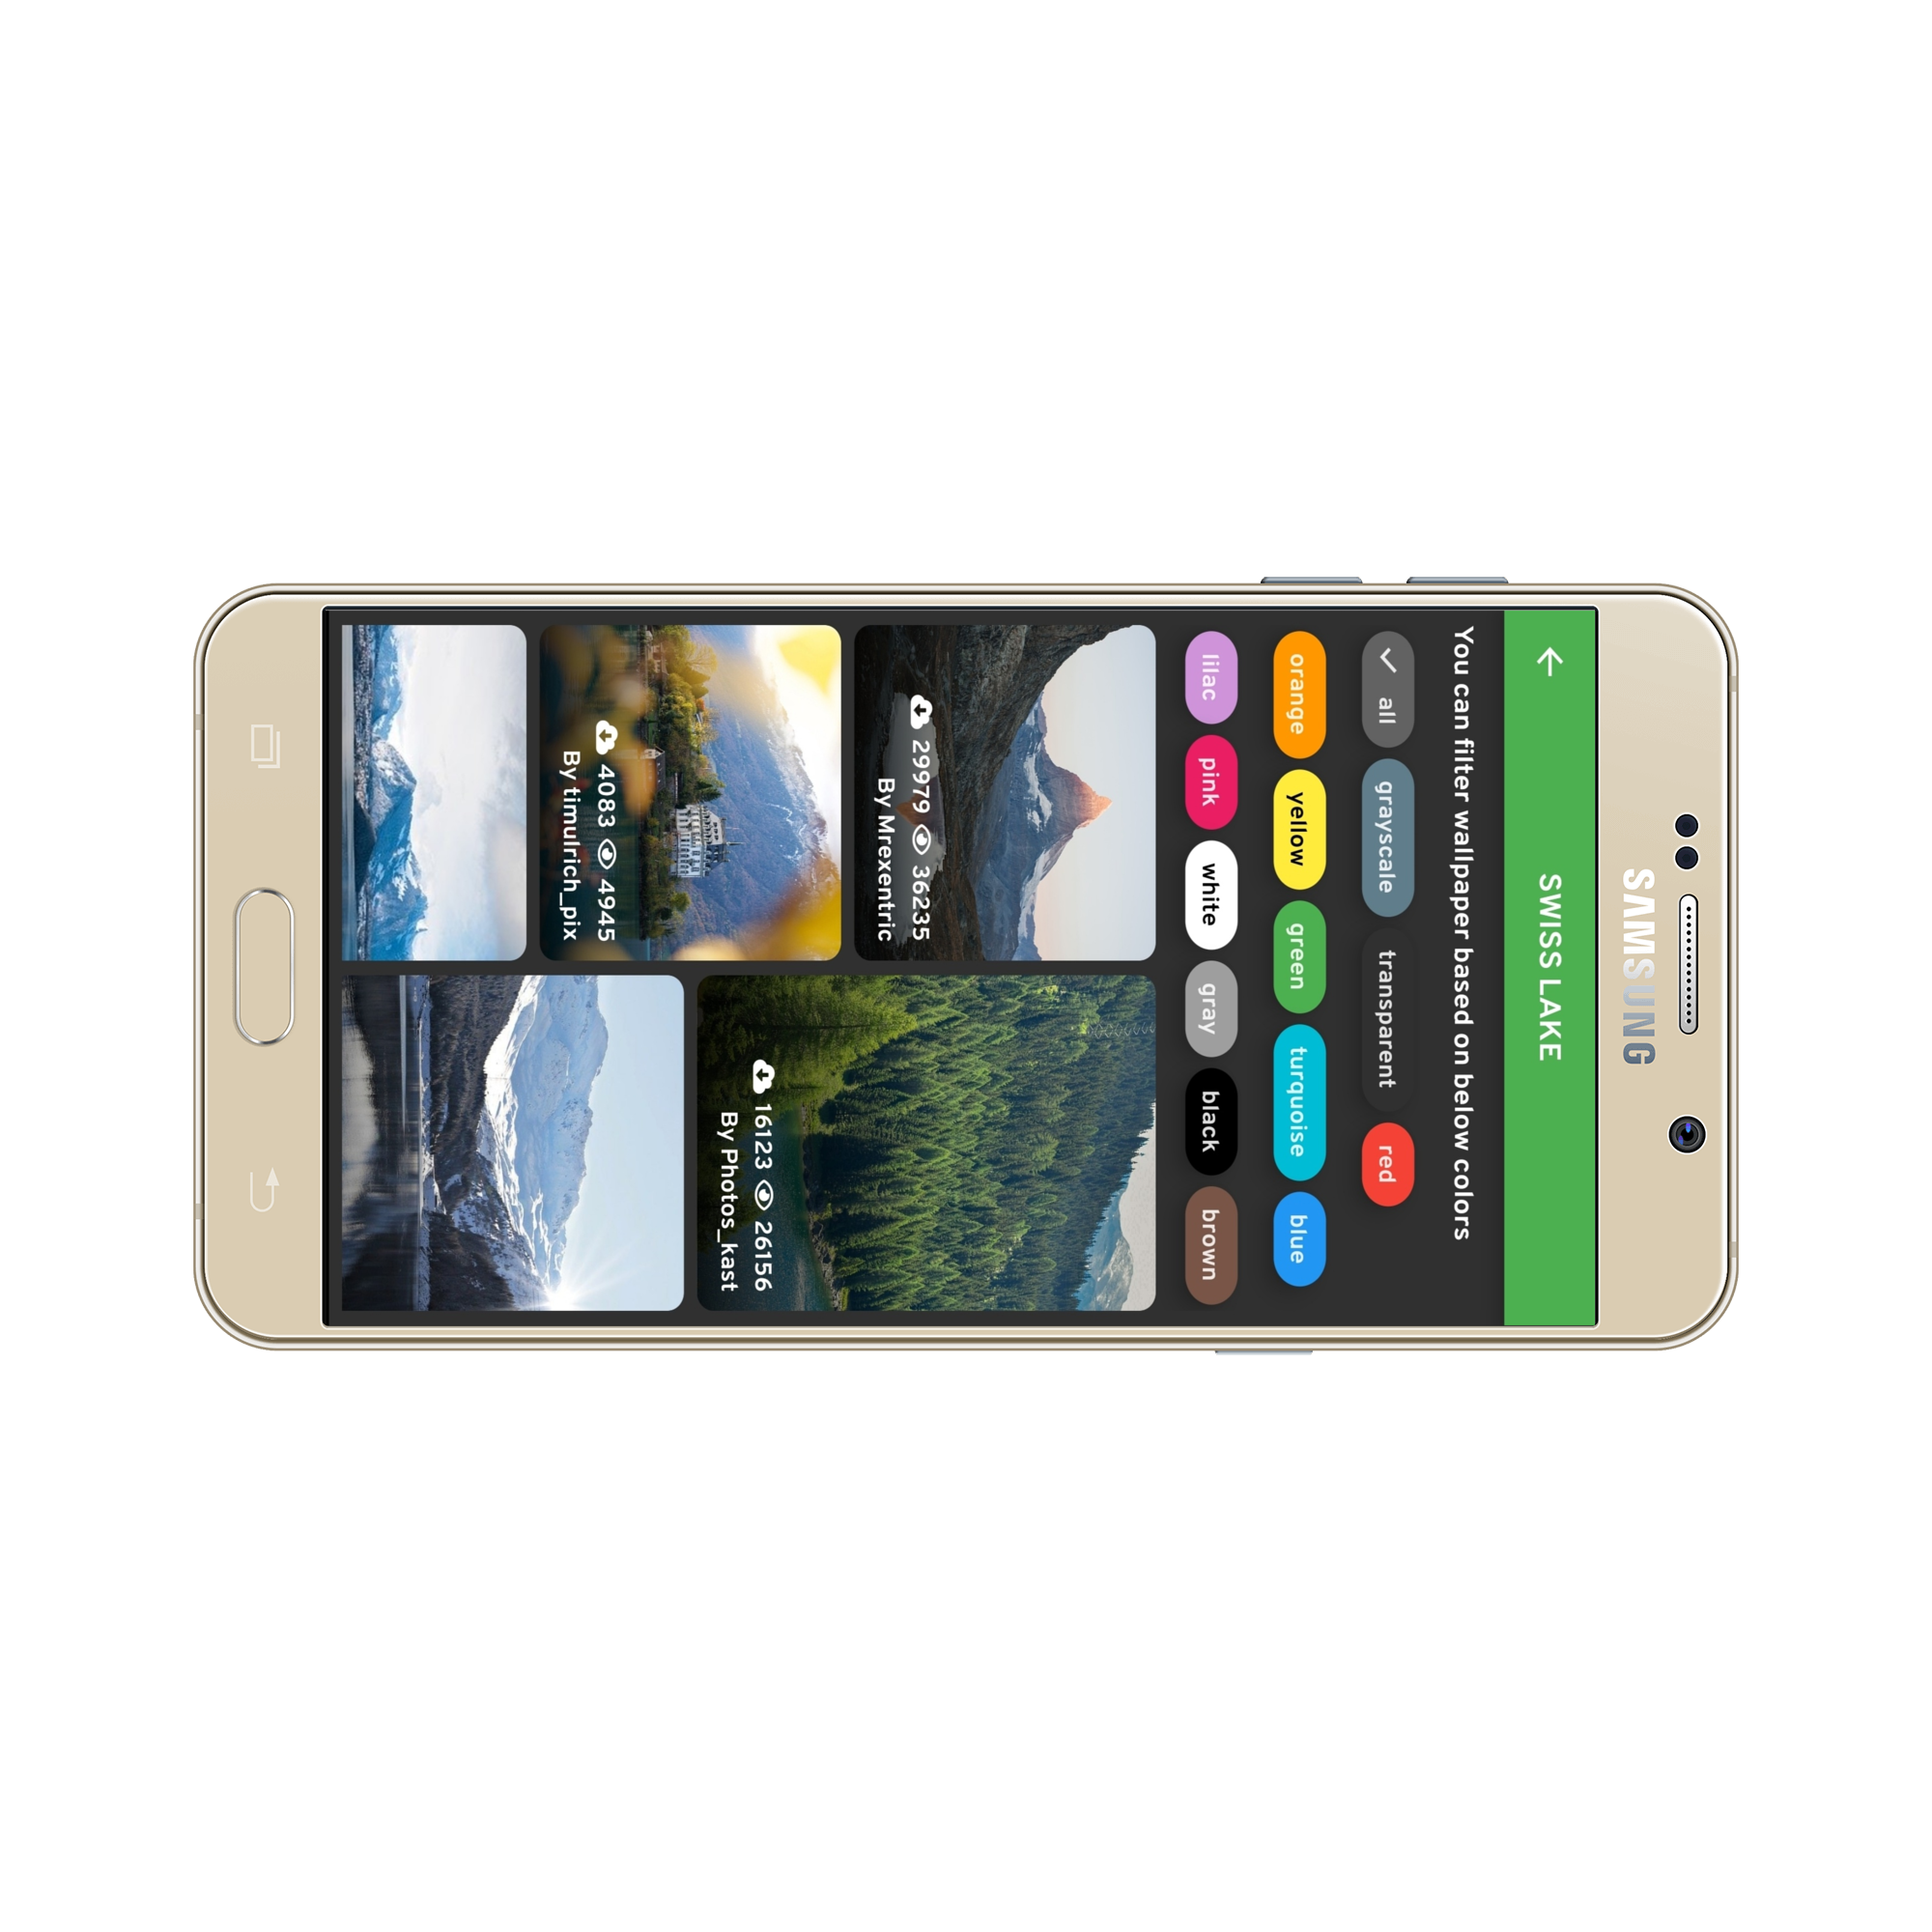 SAMSUNG
SWISS LAKE
You can filter wallpaper based on below colors
all grayscale transparent red
orange yellow green turquoise blue
lilac pink white gray black brown
29979 36235
By Mrexentric
16123 26156
By Photos_kast
4083 4945
By timulrich_pix